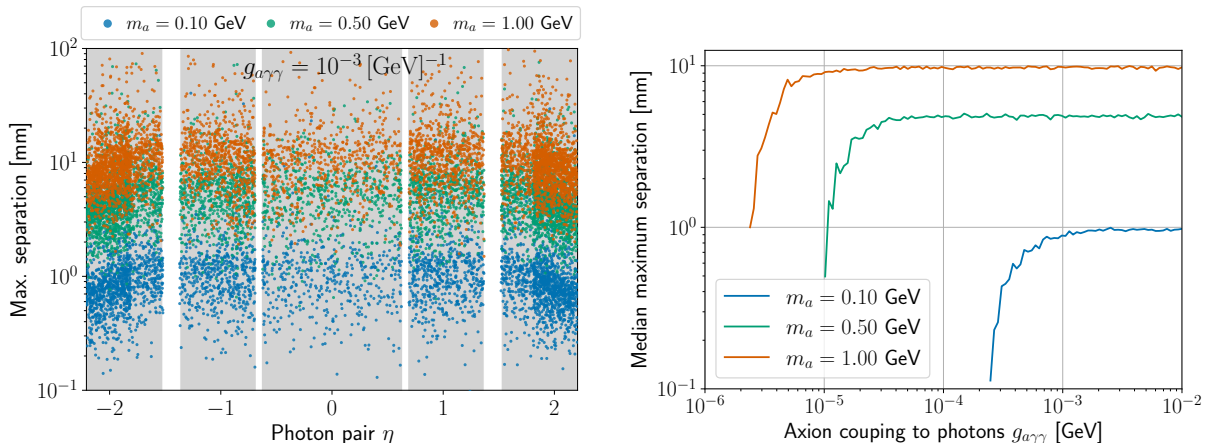 m_a = 0.10 GeV m_a = 0.50 GeV m_a = 1.00 GeV
g_{aγγ} = 10^{-3} [GeV]^{-1}
Max. separation [mm]
10^2
10^1
10^0
10^{-1}
−2 −1 0 1 2
Photon pair η
Median maximum separation [mm]
10^1
10^0
10^{-1}
m_a = 0.10 GeV
m_a = 0.50 GeV
m_a = 1.00 GeV
10^{-6} 10^{-5} 10^{-4} 10^{-3} 10^{-2}
Axion couping to photons g_{aγγ} [GeV]